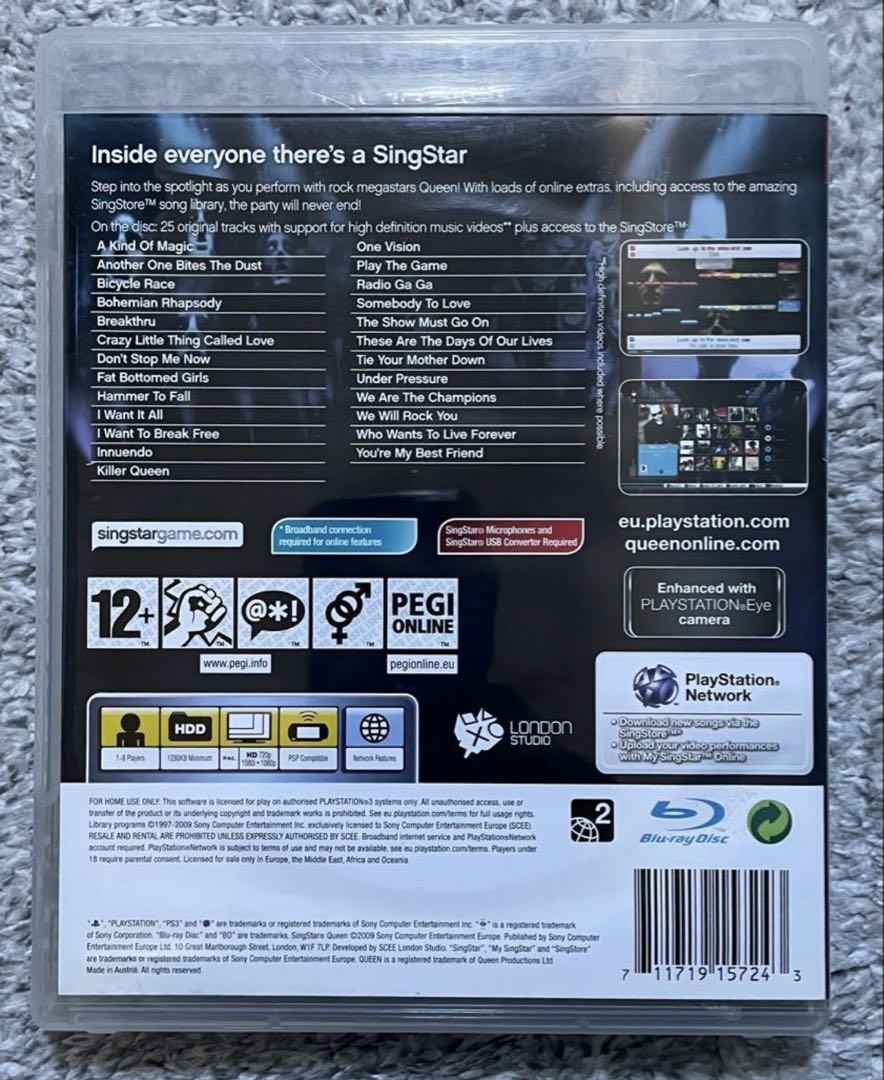 Inside everyone there's a SingStar
Step into the spotlight as you perform with rock megastars Queen! With loads of online extras, including access to the amazing
SingStore™ song library, the party will never end!
On the disc: 25 original tracks with support for high definition music videos** plus access to the SingStore™*
A Kind Of Magic
Another One Bites The Dust
Bicycle Race
Bohemian Rhapsody
Breakthru
Crazy Little Thing Called Love
Don't Stop Me Now
Fat Bottomed Girls
Hammer To Fall
I Want It All
I Want To Break Free
Innuendo
Killer Queen
One Vision
Play The Game
Radio Ga Ga
Somebody To Love
The Show Must Go On
These Are The Days Of Our Lives
Tie Your Mother Down
Under Pressure
We Are The Champions
We Will Rock You
Who Wants To Live Forever
You're My Best Friend
**High definition videos included where possible
singstargame.com
* Broadband connection
required for online features
SingStar® Microphones and
SingStar® USB Converter Required
eu.playstation.com
queenonline.com
Enhanced with
PLAYSTATION®Eye
camera
12+
@*!
PEGI
ONLINE
www.pegi.info
pegionline.eu
PlayStation®
Network
• Download new songs via the
SingStore™*
• Upload your video performances
with My SingStar™ Online
HDD
1-8 Players
1280KB Minimum
PAL
HD 720p
1080i • 1080p
PSP Compatible
Network Features
LONDON
STUDIO
FOR HOME USE ONLY: This software is licensed for play on authorised PLAYSTATION®3 systems only. All unauthorised access, use or
transfer of the product or its underlying copyright and trademark works is prohibited. See eu.playstation.com/terms for full usage rights.
Library programs ©1997-2009 Sony Computer Entertainment Inc. exclusively licensed to Sony Computer Entertainment Europe (SCEE).
RESALE AND RENTAL ARE PROHIBITED UNLESS EXPRESSLY AUTHORISED BY SCEE. Broadband internet service and PlayStation®Network
account required. PlayStation®Network is subject to terms of use and may not be available, see eu.playstation.com/terms. Players under
18 require parental consent. Licensed for sale only in Europe, the Middle East, Africa and Oceania.
2
Blu-ray Disc
", "PLAYSTATION", "PS3" and " " are trademarks or registered trademarks of Sony Computer Entertainment Inc. " " is a registered trademark
of Sony Corporation. "Blu-ray Disc" and "BD" are trademarks. SingStar® Queen ©2009 Sony Computer Entertainment Europe. Published by Sony Computer
Entertainment Europe Ltd. 10 Great Marlborough Street, London, W1F 7LP. Developed by SCEE London Studio. "SingStar", "My SingStar" and "SingStore"
are trademarks or registered trademarks of Sony Computer Entertainment Europe. QUEEN is a registered trademark of Queen Productions Ltd.
Made in Austria. All rights reserved.
7 11719 15724 3